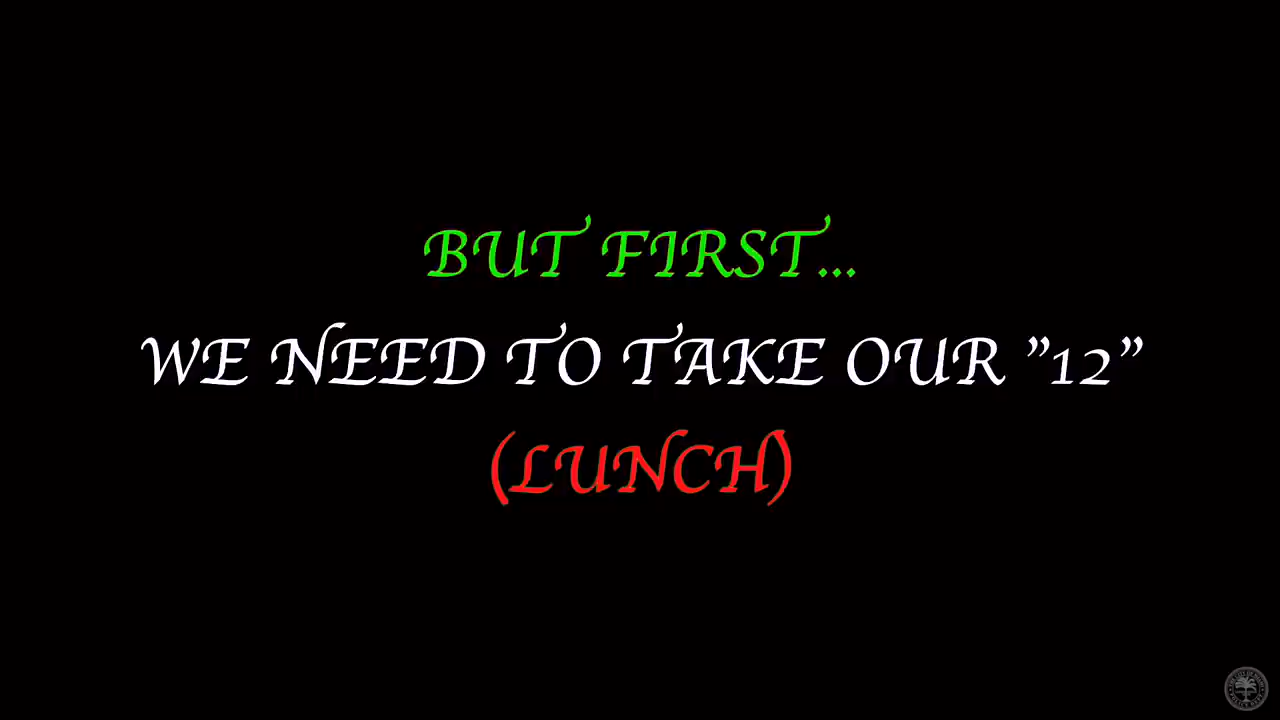 BUT FIRST...
WE NEED TO TAKE OUR ”12”
(LUNCH)